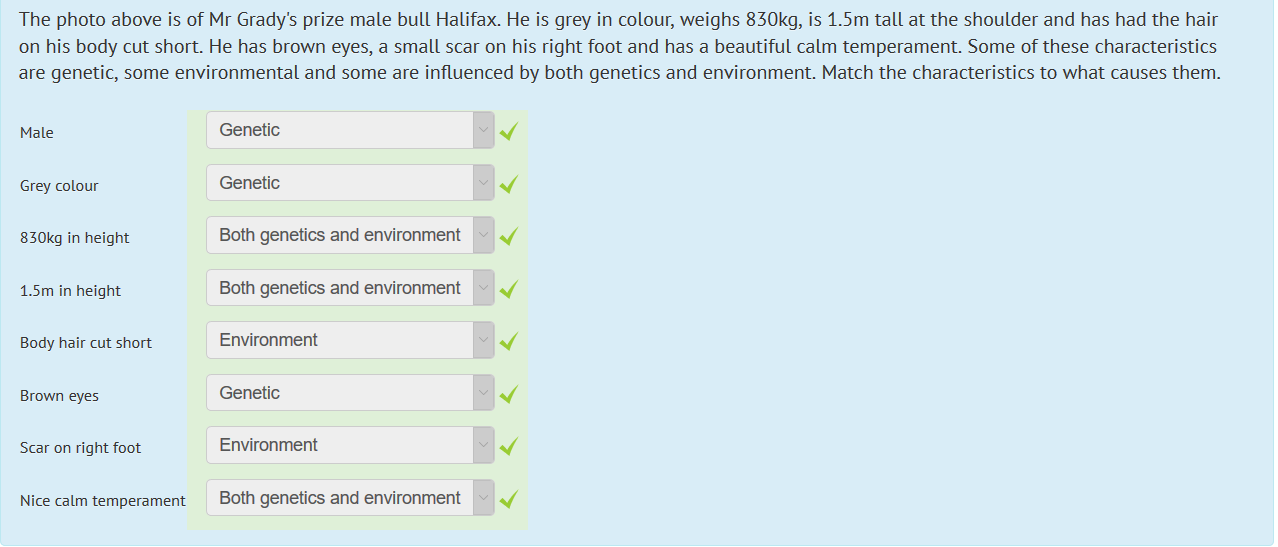 The photo above is of Mr Grady's prize male bull Halifax. He is grey in colour, weighs 830kg, is 1.5m tall at the shoulder and has had the hair
on his body cut short. He has brown eyes, a small scar on his right foot and has a beautiful calm temperament. Some of these characteristics
are genetic, some environmental and some are influenced by both genetics and environment. Match the characteristics to what causes them.
Male Genetic
Grey colour Genetic
830kg in height Both genetics and environment
1.5m in height Both genetics and environment
Body hair cut short Environment
Brown eyes Genetic
Scar on right foot Environment
Nice calm temperament Both genetics and environment